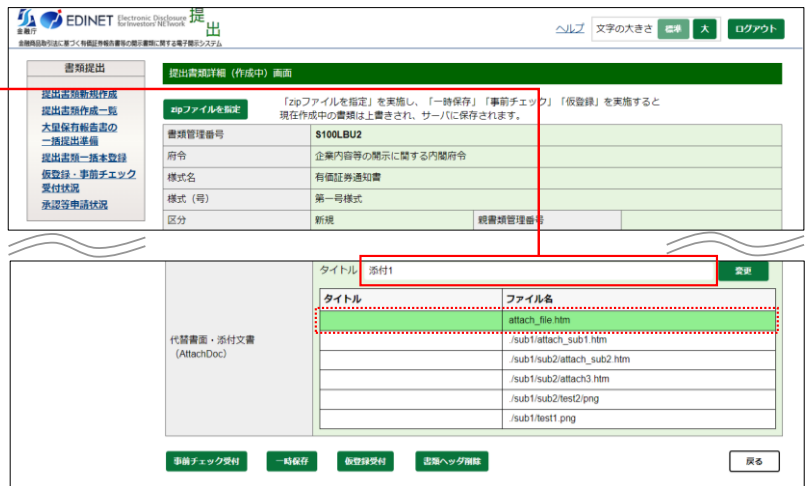 金融庁
EDINET Electronic Disclosure for Investors' NETwork
提出
金融商品取引法に基づく有価証券報告書等の開示書類に関する電子開示システム
ヘルプ 文字の大きさ 標準 大 ログアウト
書類提出
提出書類新規作成
提出書類作成一覧
大量保有報告書の
一括提出準備
提出書類一括本登録
仮登録・事前チェック
受付状況
承認等申請状況
提出書類詳細（作成中）画面
zipファイルを指定
「zipファイルを指定」を実施し、「一時保存」「事前チェック」「仮登録」を実施すると
現在作成中の書類は上書きされ、サーバに保存されます。
書類管理番号 S100LBU2
府令 企業内容等の開示に関する内閣府令
様式名 有価証券通知書
様式（号） 第一号様式
区分 新規 親書類管理番号
タイトル 添付1 変更
タイトル ファイル名
代替書面・添付文書
（AttachDoc）
attach_file.htm
./sub1/attach_sub1.htm
./sub1/sub2/attach_sub2.htm
./sub1/sub2/attach3.htm
./sub1/sub2/test2/png
./sub1/test1.png
事前チェック受付 一時保存 仮登録受付 書類ヘッダ削除 戻る